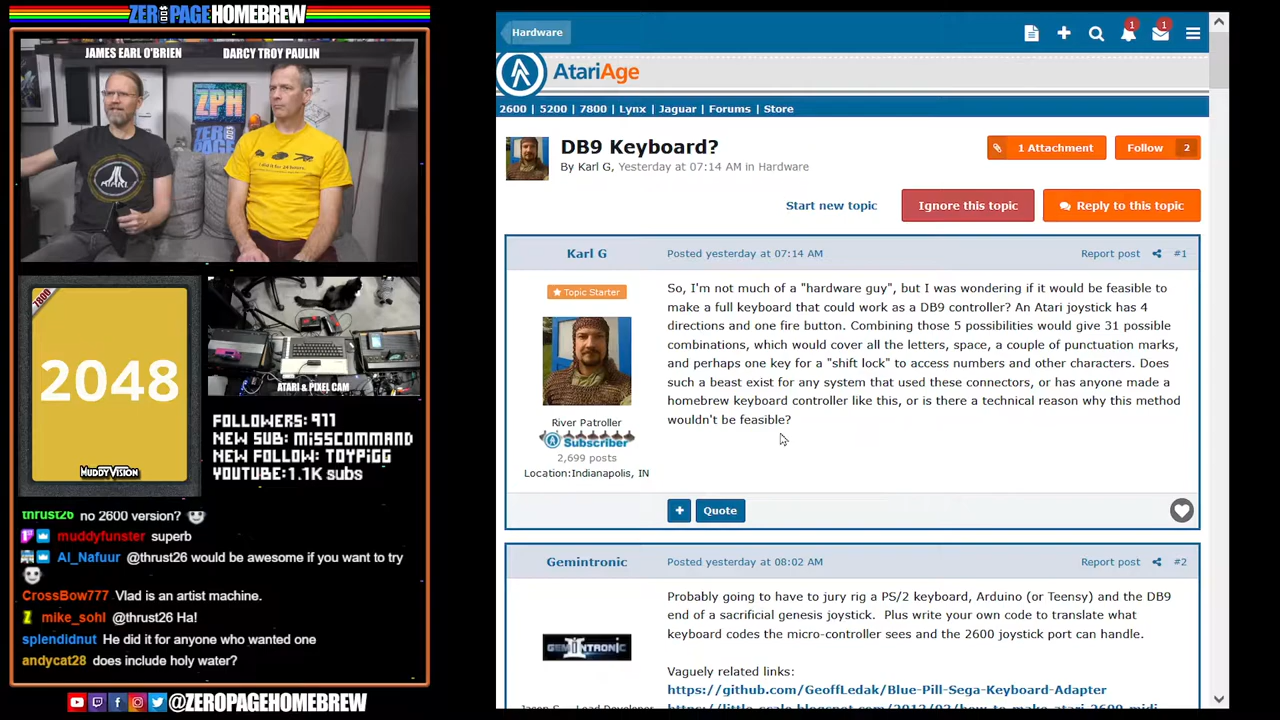 ZERO PAGE HOMEBREW
JAMES EARL O'BRIEN
DARCY TROY PAULIN
ATARI
ZPH
ZERO
PAGE
7800
2048
MUDDYVISION
ATARI & PIXEL CAM
FOLLOWERS: 911
NEW SUB: MISSCOMMAND
NEW FOLLOW: TOYPIGG
YOUTUBE: 1.1K subs
thrust26 no 2600 version?
muddyfunster superb
Al_Nafuur @thrust26 would be awesome if you want to try
CrossBow777 Vlad is an artist machine.
mike_sohl @thrust26 Ha!
splendidnut He did it for anyone who wanted one
andycat28 does include holy water?
@ZEROPAGEHOMEBREW
Hardware
1
1
AtariAge
2600 | 5200 | 7800 | Lynx | Jaguar | Forums | Store
DB9 Keyboard?
By Karl G, Yesterday at 07:14 AM in Hardware
1 Attachment
Follow 2
Start new topic
Ignore this topic
Reply to this topic
Karl G
Posted yesterday at 07:14 AM
Report post
#1
Topic Starter
River Patroller
Subscriber
2,699 posts
Location:Indianapolis, IN
So, I'm not much of a "hardware guy", but I was wondering if it would be feasible to
make a full keyboard that could work as a DB9 controller? An Atari joystick has 4
directions and one fire button. Combining those 5 possibilities would give 31 possible
combinations, which would cover all the letters, space, a couple of punctuation marks,
and perhaps one key for a "shift lock" to access numbers and other characters. Does
such a beast exist for any system that used these connectors, or has anyone made a
homebrew keyboard controller like this, or is there a technical reason why this method
wouldn't be feasible?
+
Quote
Gemintronic
Posted yesterday at 08:02 AM
Report post
#2
GEMINTRONIC
Probably going to have to jury rig a PS/2 keyboard, Arduino (or Teensy) and the DB9
end of a sacrificial genesis joystick. Plus write your own code to translate what
keyboard codes the micro-controller sees and the 2600 joystick port can handle.
Vaguely related links:
https://github.com/GeoffLedak/Blue-Pill-Sega-Keyboard-Adapter